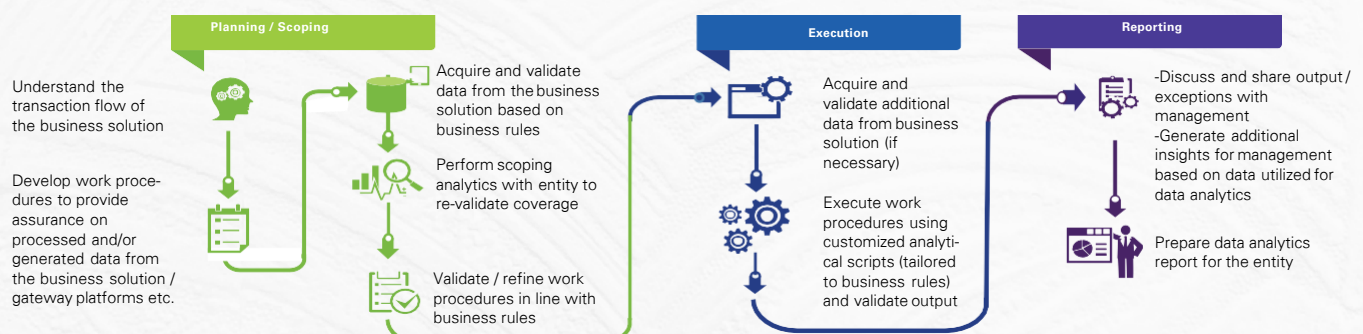 Planning / Scoping
Understand the
transaction flow of
the business solution
Develop work proce-
dures to provide
assurance on
processed and/or
generated data from
the business solution /
gateway platforms etc.
Acquire and validate
data from the business
solution based on
business rules
Perform scoping
analytics with entity to
re-validate coverage
Validate / refine work
procedures in line with
business rules
Execution
Acquire and
validate additional
data from business
solution (if
necessary)
Execute work
procedures using
customized analyti-
cal scripts (tailored
to business rules)
and validate output
Reporting
-Discuss and share output /
exceptions with
management
-Generate additional
insights for management
based on data utilized for
data analytics
Prepare data analytics
report for the entity